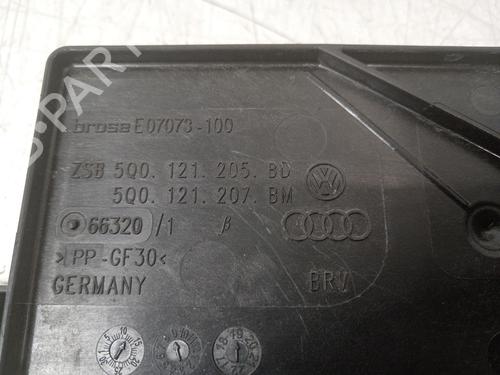 brose E07073-100
ZSB 5Q0. 121. 205. BD
5Q0. 121. 207. BM
66320/1 β
>PP-GF30<
GERMANY BRV